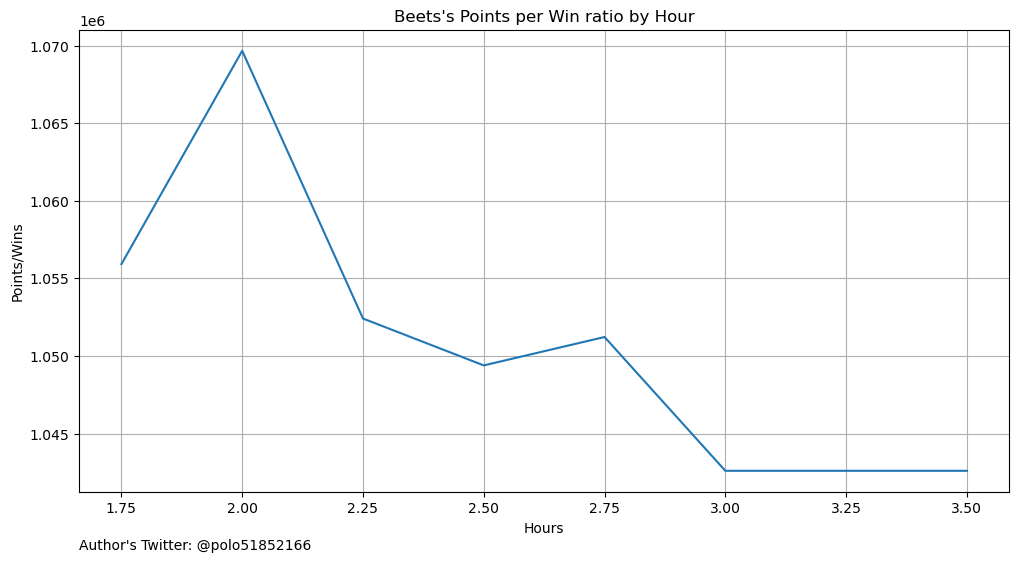 Beets's Points per Win ratio by Hour
1e6
1.070
1.065
1.060
1.055
1.050
1.045
Points/Wins
1.75 2.00 2.25 2.50 2.75 3.00 3.25 3.50
Hours
Author's Twitter: @polo51852166